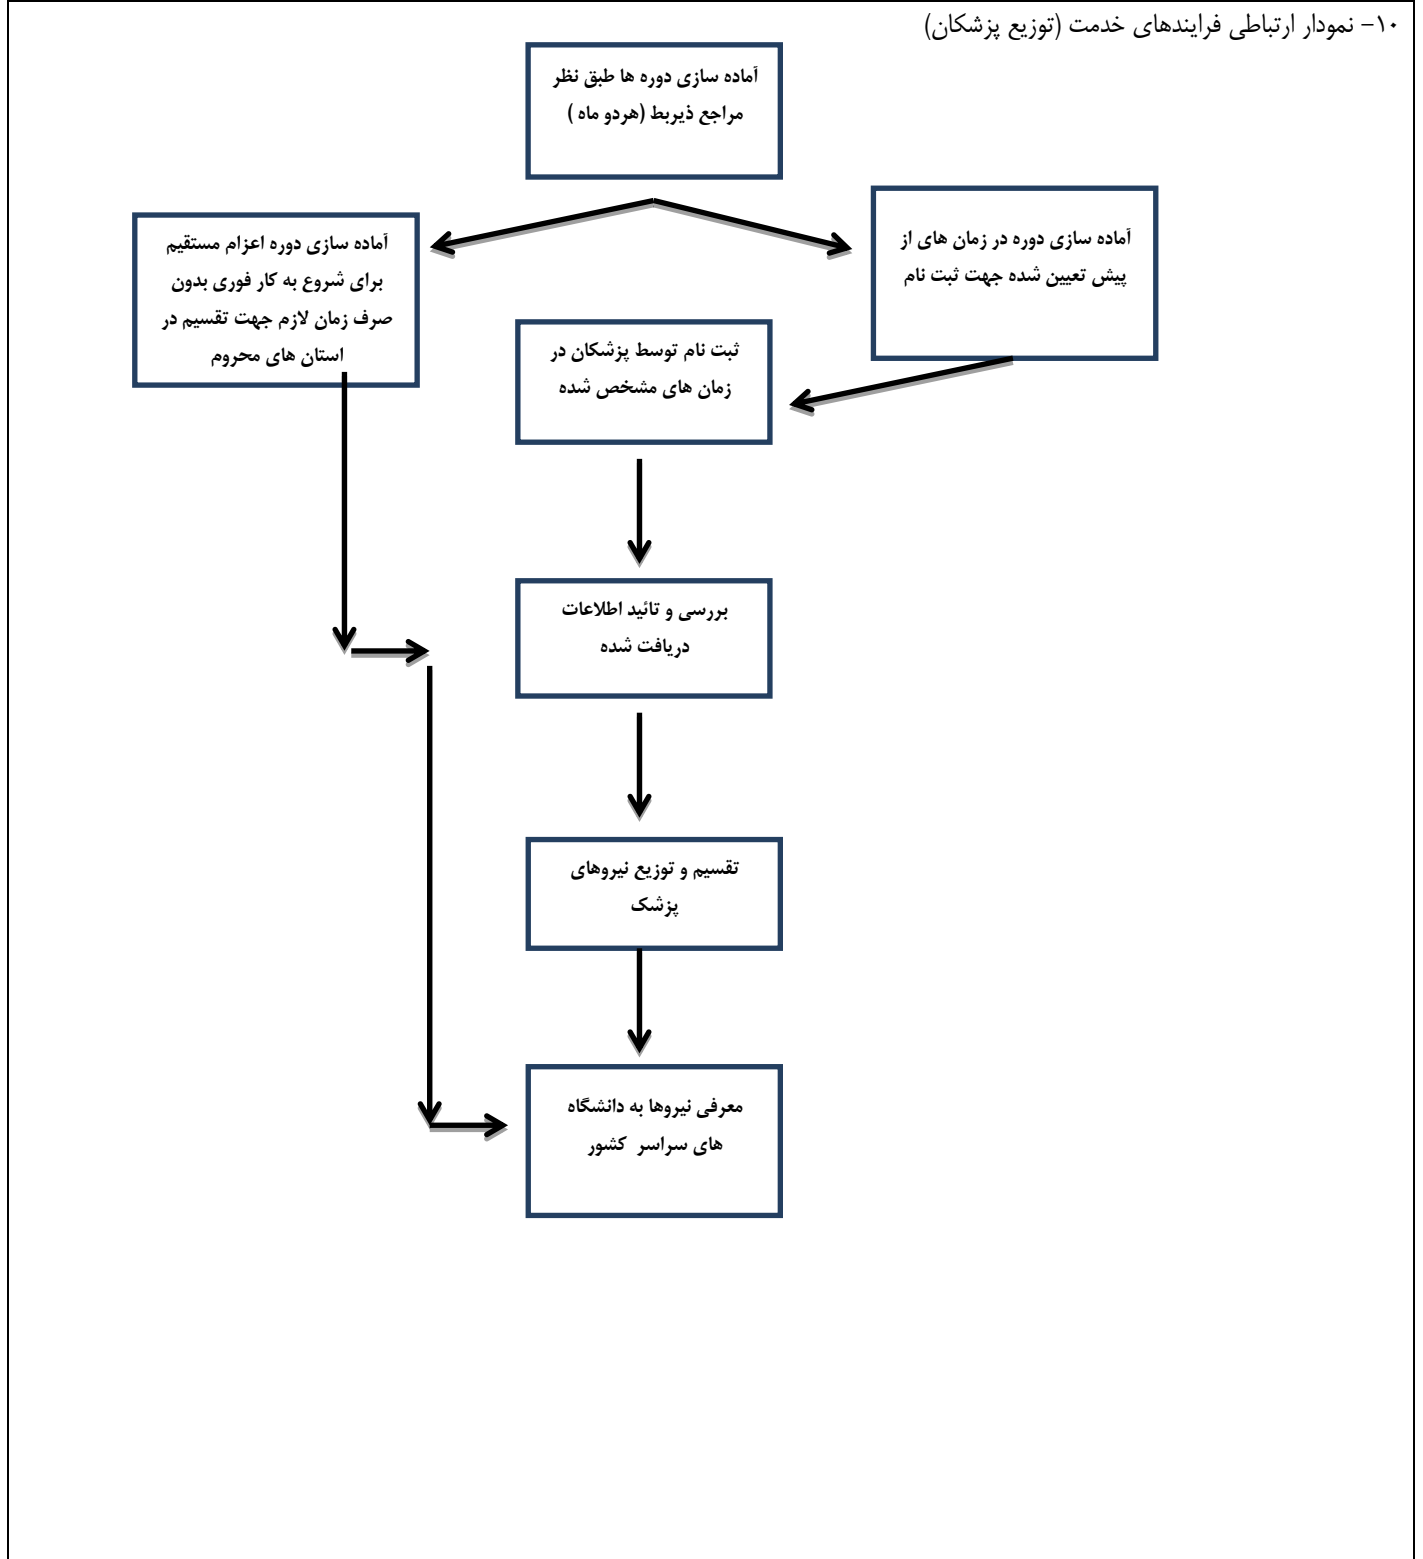 ۱۰- نمودار ارتباطی فرایندهای خدمت (توزیع پزشکان)
آماده سازی دوره ها طبق نظر
مراجع ذیربط (هردو ماه )
آماده سازی دوره در زمان های از
پیش تعیین شده جهت ثبت نام
آماده سازی دوره اعزام مستقیم
برای شروع به کار فوری بدون
صرف زمان لازم جهت تقسیم در
استان های محروم
ثبت نام توسط پزشکان در
زمان های مشخص شده
بررسی و تائید اطلاعات
دریافت شده
تقسیم و توزیع نیروهای
پزشک
معرفی نیروها به دانشگاه
های سراسر کشور